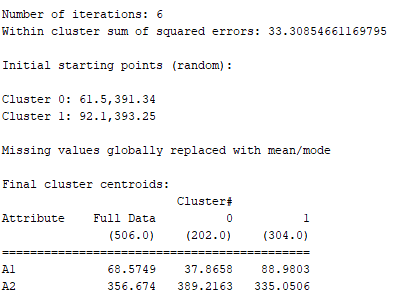 Number of iterations: 6
Within cluster sum of squared errors: 33.30854661169795
Initial starting points (random):
Cluster 0: 61.5,391.34
Cluster 1: 92.1,393.25
Missing values globally replaced with mean/mode
Final cluster centroids:
Cluster#
Attribute Full Data 0 1
(506.0) (202.0) (304.0)
==============================================
A1 68.5749 37.8658 88.9803
A2 356.674 389.2163 335.0506